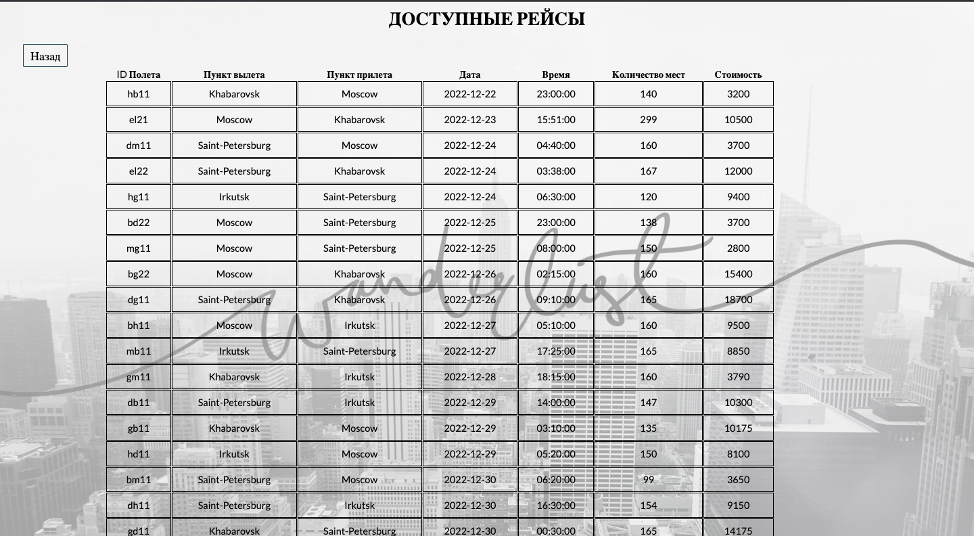 ДОСТУПНЫЕ РЕЙСЫ
Назад
ID Полета Пункт вылета Пункт прилета Дата Время Количество мест Стоимость
hb11 Khabarovsk Moscow 2022-12-22 23:00:00 140 3200
el21 Moscow Khabarovsk 2022-12-23 15:51:00 299 10500
dm11 Saint-Petersburg Moscow 2022-12-24 04:40:00 160 3700
el22 Saint-Petersburg Khabarovsk 2022-12-24 03:38:00 167 12000
hg11 Irkutsk Saint-Petersburg 2022-12-24 06:30:00 120 9400
bd22 Moscow Saint-Petersburg 2022-12-25 23:00:00 138 3700
mg11 Moscow Saint-Petersburg 2022-12-25 08:00:00 150 2800
bg22 Moscow Khabarovsk 2022-12-26 02:15:00 160 15400
dg11 Saint-Petersburg Khabarovsk 2022-12-26 09:10:00 165 18700
wanderlust
bh11 Moscow Irkutsk 2022-12-27 05:10:00 160 9500
mb11 Irkutsk Saint-Petersburg 2022-12-27 17:25:00 165 8850
gm11 Khabarovsk Irkutsk 2022-12-28 18:15:00 160 3790
db11 Saint-Petersburg Irkutsk 2022-12-29 14:00:00 147 10300
gb11 Khabarovsk Moscow 2022-12-29 03:10:00 135 10175
hd11 Irkutsk Moscow 2022-12-29 05:20:00 150 8100
bm11 Saint-Petersburg Moscow 2022-12-30 06:20:00 99 3650
dh11 Saint-Petersburg Irkutsk 2022-12-30 16:30:00 154 9150
gd11 Khabarovsk Saint-Petersburg 2022-12-30 00:30:00 165 14175